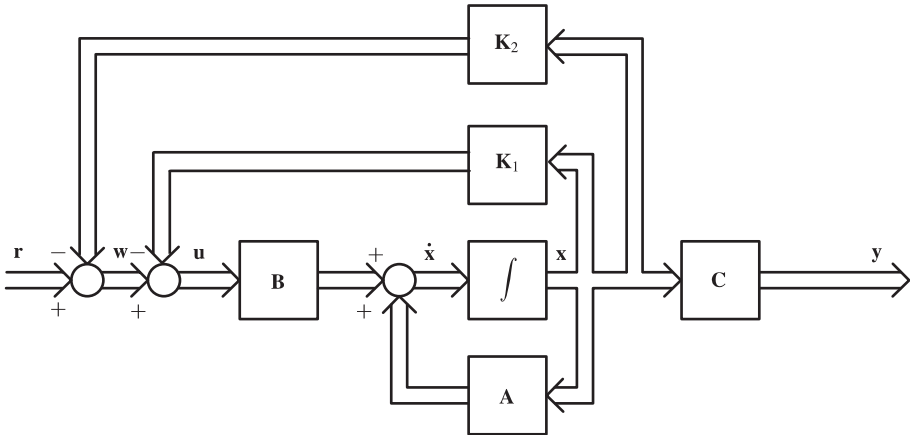 K₂
K₁
r − w − u + ẋ x y
B ∫ C
+ + +
A